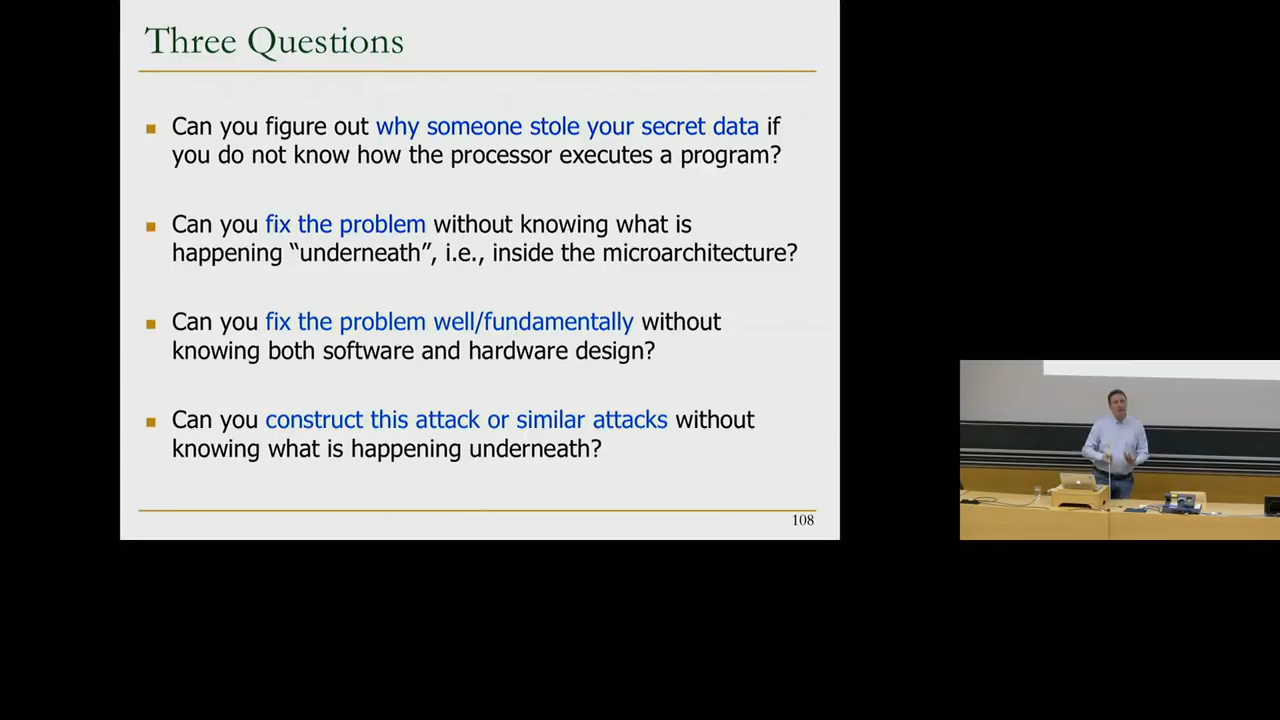 Three Questions
Can you figure out why someone stole your secret data if
you do not know how the processor executes a program?
Can you fix the problem without knowing what is
happening “underneath”, i.e., inside the microarchitecture?
Can you fix the problem well/fundamentally without
knowing both software and hardware design?
Can you construct this attack or similar attacks without
knowing what is happening underneath?
108